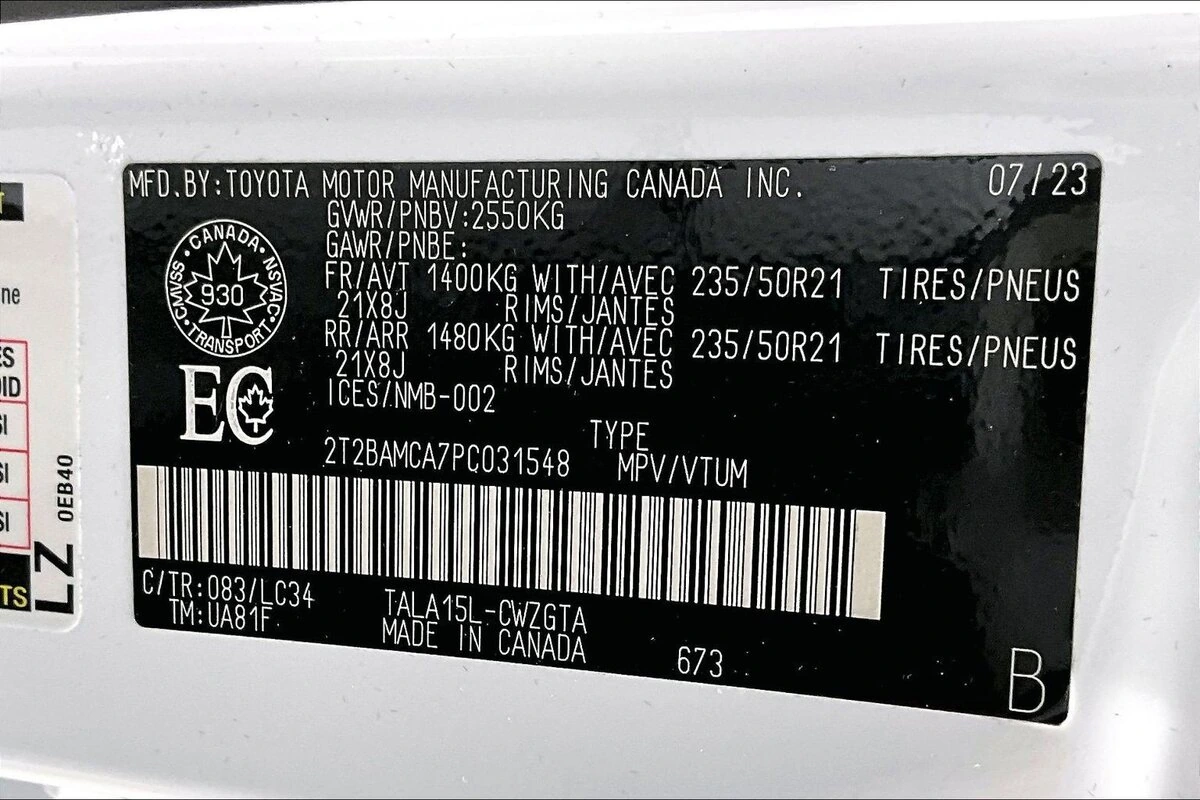 MFD.BY:TOYOTA MOTOR MANUFACTURING CANADA INC. 07/23
GVWR/PNBV:2550KG
GAWR/PNBE:
FR/AVT 1400KG WITH/AVEC 235/50R21 TIRES/PNEUS
21X8J RIMS/JANTES
RR/ARR 1480KG WITH/AVEC 235/50R21 TIRES/PNEUS
21X8J RIMS/JANTES
ICES/NMB-002
CANADA
CMVSS 930 NSVAC
TRANSPORT
EC
TYPE
2T2BAMCA7PC031548 MPV/VTUM
C/TR:083/LC34 TALA15L-CWZGTA
TM:UA81F MADE IN CANADA 673
B
0EB40
LZ